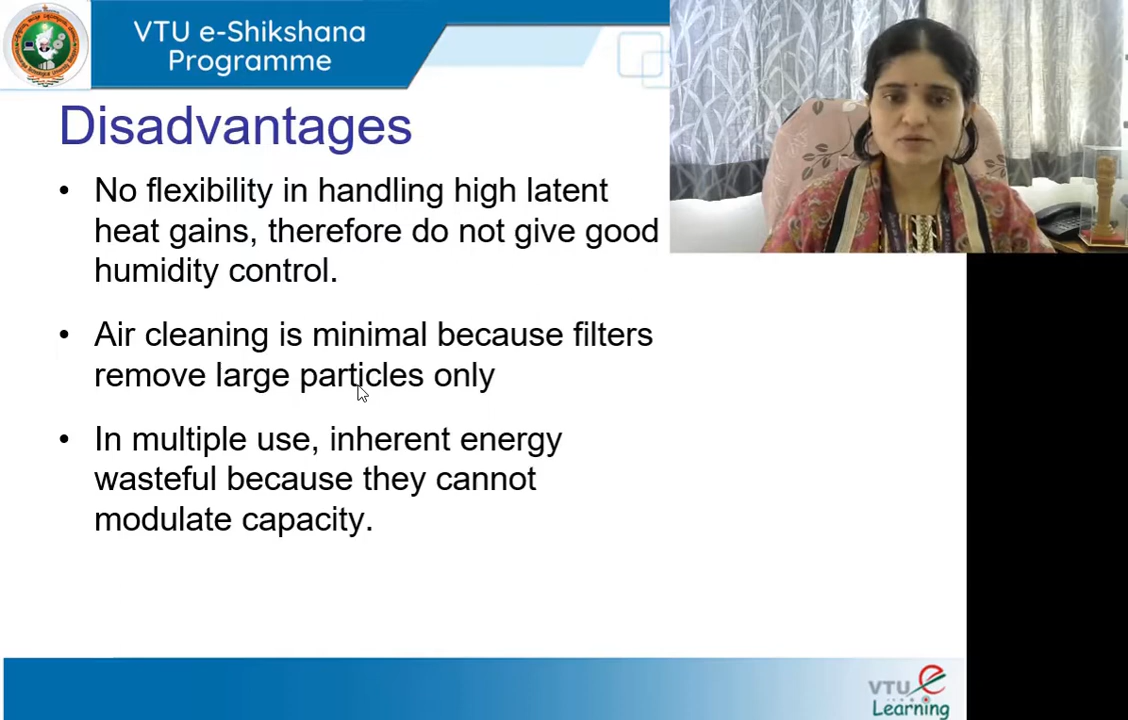 VTU e-Shikshana
Programme
Disadvantages
• No flexibility in handling high latent
heat gains, therefore do not give good
humidity control.
• Air cleaning is minimal because filters
remove large particles only
• In multiple use, inherent energy
wasteful because they cannot
modulate capacity.
VTU e
Learning